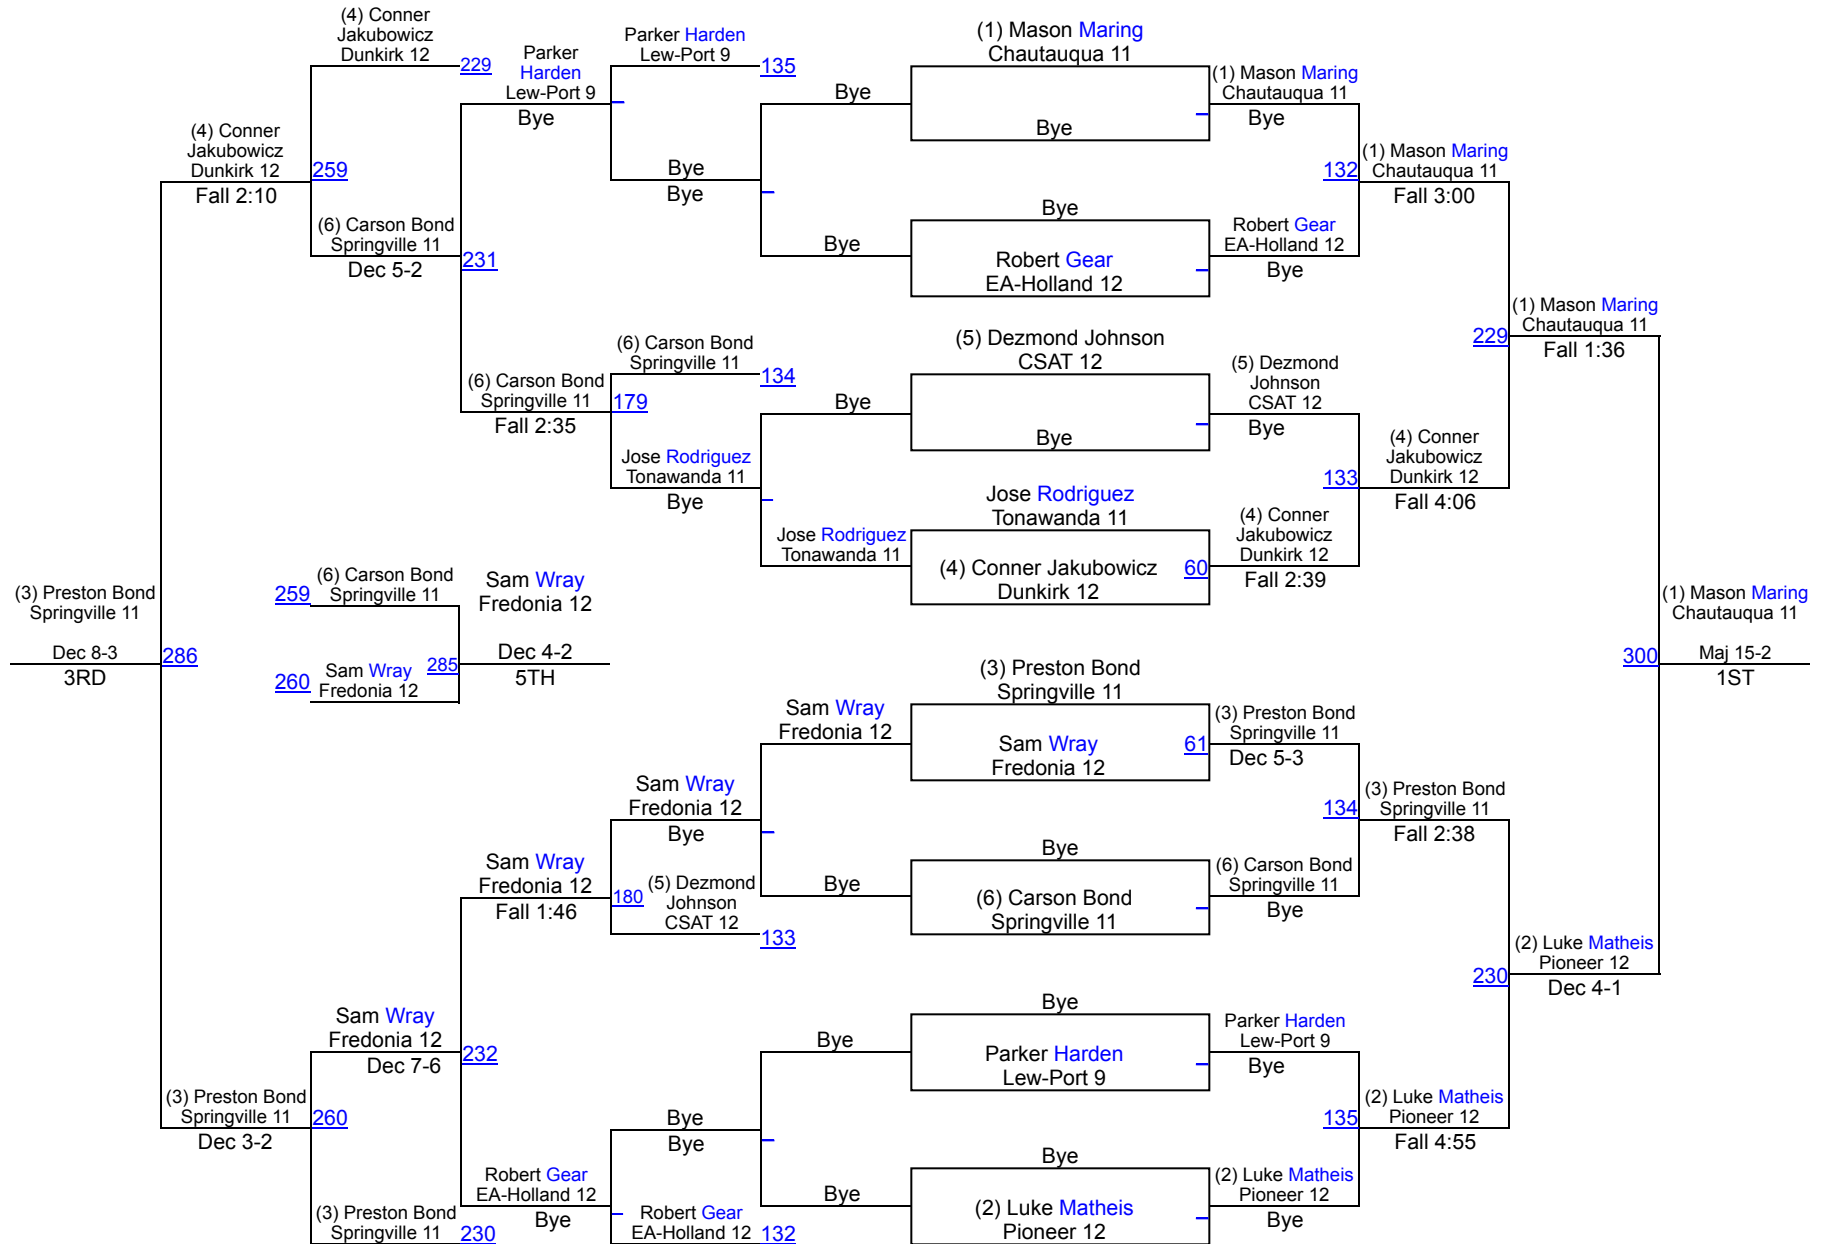 (4) Conner
Jakubowicz
Dunkirk 12
229
(4) Conner
Jakubowicz
Dunkirk 12
Fall 2:10
259
(6) Carson Bond
Springville 11
Dec 5-2
Parker
Harden
Lew-Port 9
Bye
231
(6) Carson Bond
Springville 11
Fall 2:35
Parker Harden
Lew-Port 9
135
Bye
Bye
(6) Carson Bond
Springville 11
134
179
Jose Rodriguez
Tonawanda 11
Bye
Bye
Bye
Bye
Jose Rodriguez
Tonawanda 11
(1) Mason Maring
Chautauqua 11
Bye
Bye
Robert Gear
EA-Holland 12
(5) Dezmond Johnson
CSAT 12
Bye
Jose Rodriguez
Tonawanda 11
(4) Conner Jakubowicz
Dunkirk 12
60
(1) Mason Maring
Chautauqua 11
Bye
132
Robert Gear
EA-Holland 12
Bye
(5) Dezmond
Johnson
CSAT 12
Bye
133
(4) Conner
Jakubowicz
Dunkirk 12
Fall 2:39
(1) Mason Maring
Chautauqua 11
Fall 3:00
229
(4) Conner
Jakubowicz
Dunkirk 12
Fall 4:06
(1) Mason Maring
Chautauqua 11
Fall 1:36
(3) Preston Bond
Springville 11
Dec 8-3
3RD
286
259
(6) Carson Bond
Springville 11
260
Sam Wray
Fredonia 12
285
Sam Wray
Fredonia 12
Dec 4-2
5TH
300
(1) Mason Maring
Chautauqua 11
Maj 15-2
1ST
(3) Preston Bond
Springville 11
Sam Wray
Fredonia 12
61
Bye
(6) Carson Bond
Springville 11
Bye
Parker Harden
Lew-Port 9
Bye
(2) Luke Matheis
Pioneer 12
Sam Wray
Fredonia 12
Bye
Bye
Bye
Sam Wray
Fredonia 12
Bye
180
(5) Dezmond
Johnson
CSAT 12
133
Bye
Bye
Robert Gear
EA-Holland 12
132
Sam Wray
Fredonia 12
Fall 1:46
232
Robert Gear
EA-Holland 12
Bye
Sam Wray
Fredonia 12
Dec 7-6
260
(3) Preston Bond
Springville 11
230
(3) Preston Bond
Springville 11
Dec 3-2
(3) Preston Bond
Springville 11
Dec 5-3
134
(6) Carson Bond
Springville 11
Bye
Parker Harden
Lew-Port 9
Bye
135
(2) Luke Matheis
Pioneer 12
Bye
(3) Preston Bond
Springville 11
Fall 2:38
230
(2) Luke Matheis
Pioneer 12
Fall 4:55
(2) Luke Matheis
Pioneer 12
Dec 4-1